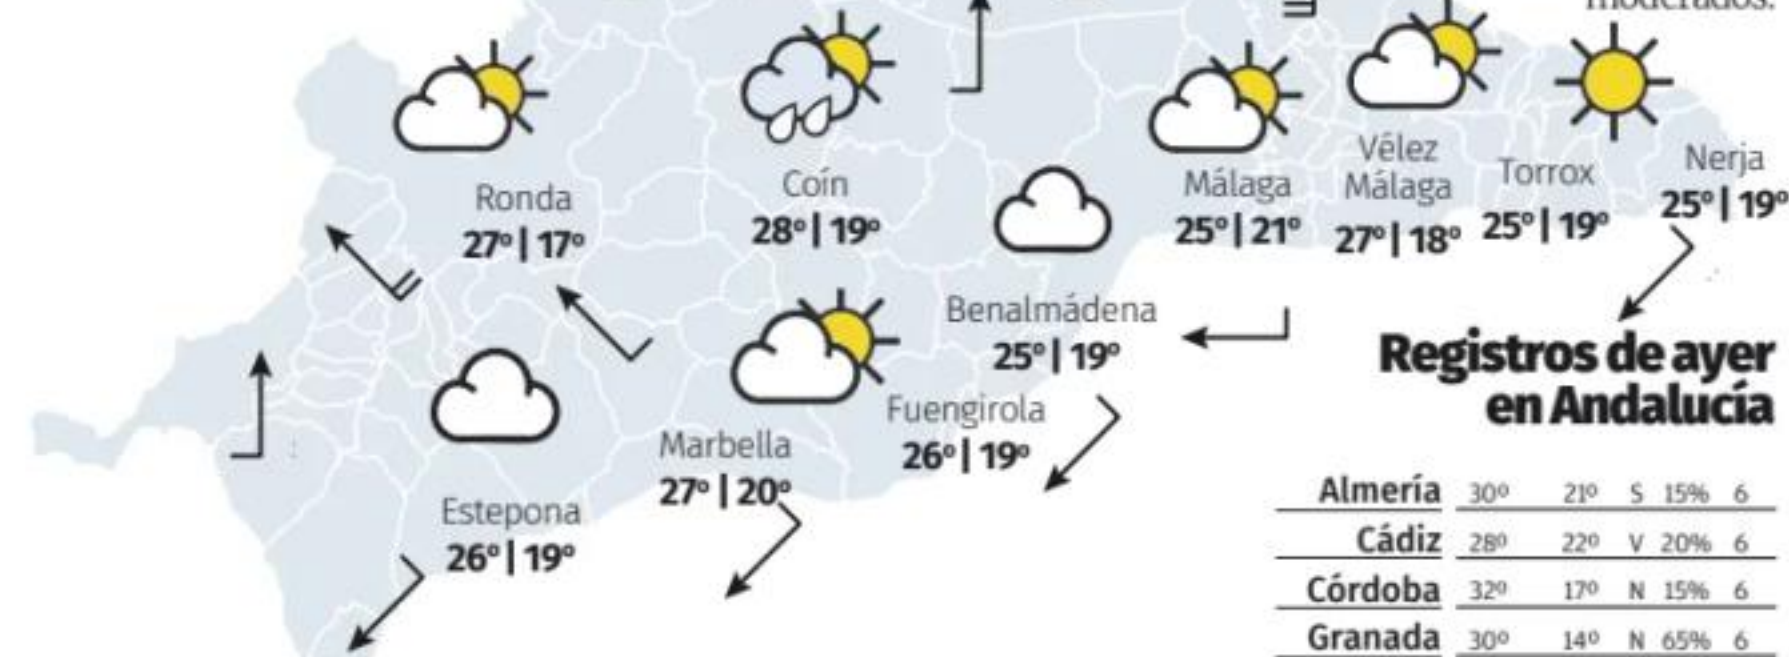 moderados.
Ronda
27º | 17º
Coín
28º | 19º
Málaga
25º | 21º
Vélez
Málaga
27º | 18º
Torrox
25º | 19º
Nerja
25º | 19º
Benalmádena
25º | 19º
Fuengirola
26º | 19º
Marbella
27º | 20º
Estepona
26º | 19º
Registros de ayer
en Andalucía
Almería 30º 21º S 15% 6
Cádiz 28º 22º V 20% 6
Córdoba 32º 17º N 15% 6
Granada 30º 14º N 65% 6